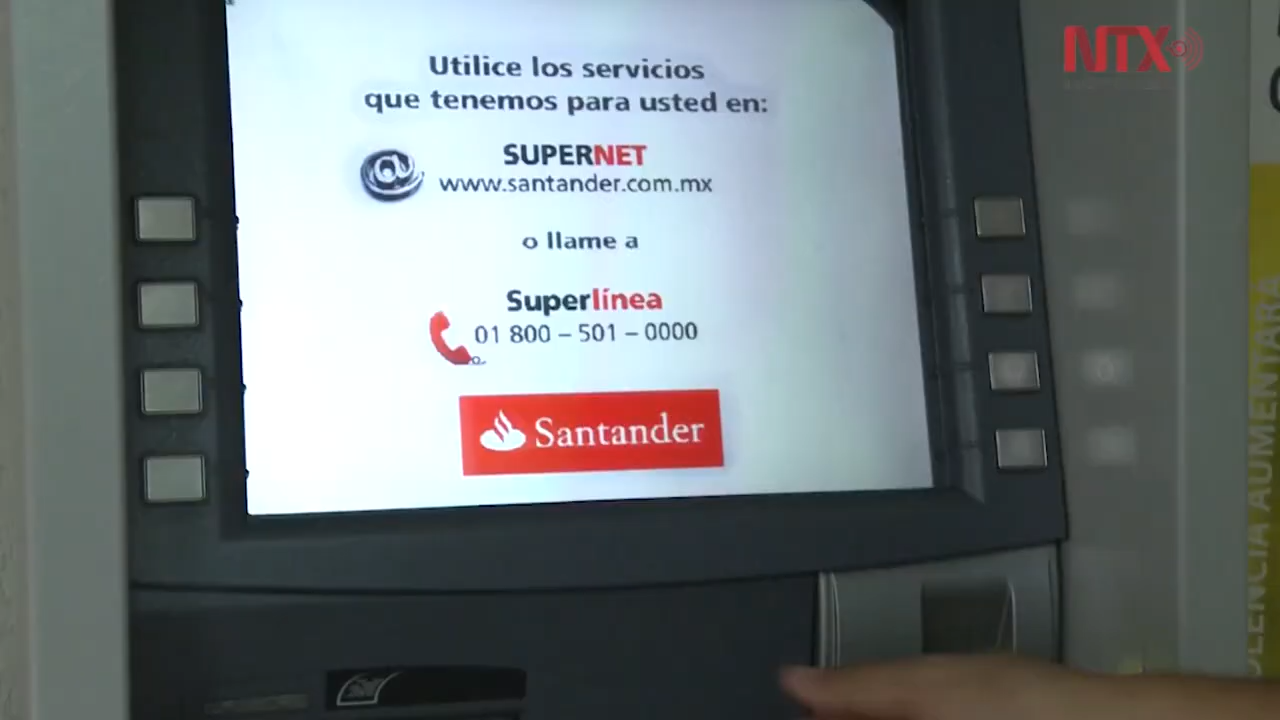 NTX
Utilice los servicios
que tenemos para usted en:
SUPERNET
www.santander.com.mx
o llame a
Superlínea
01 800 – 501 – 0000
Santander
AUMENTARA